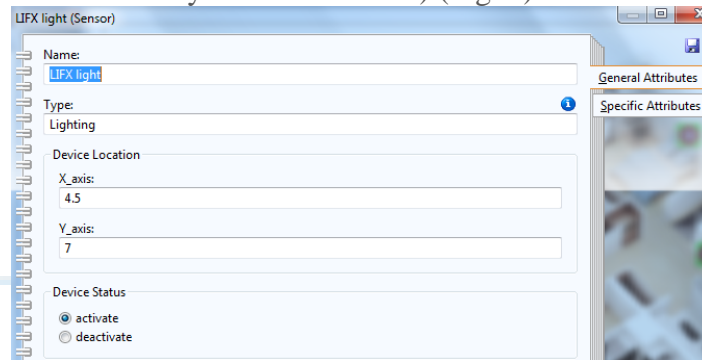 LIFX light (Sensor)
Name:
LIFX light
General Attributes
Type:
Specific Attributes
Lighting
Device Location
X_axis:
4.5
Y_axis:
7
Device Status
activate
deactivate